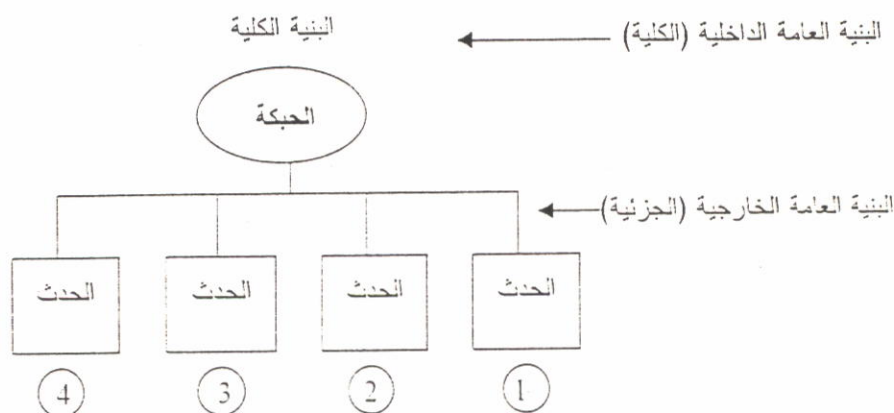 البنية العامة الداخلية (الكلية)
البنية الكلية
الحبكة
البنية العامة الخارجية (الجزئية)
الحدث
الحدث
الحدث
الحدث
1
2
3
4